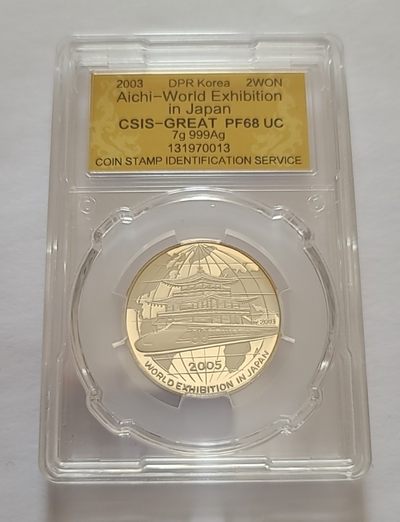 2003 DPR Korea 2WON
Aichi-World Exhibition
in Japan
CSIS-GREAT PF68 UC
7g 999Ag
131970013
COIN STAMP IDENTIFICATION SERVICE
2003
2005
WORLD EXHIBITION IN JAPAN